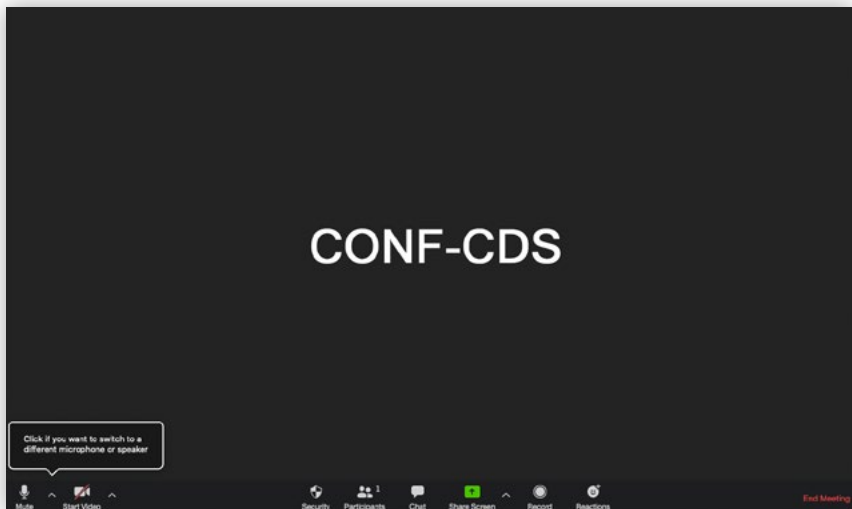 CONF-CDS
Click if you want to switch to a
different microphone or speaker
1
Mute Start Video Security Participants Chat Share Screen Record Reactions End Meeting